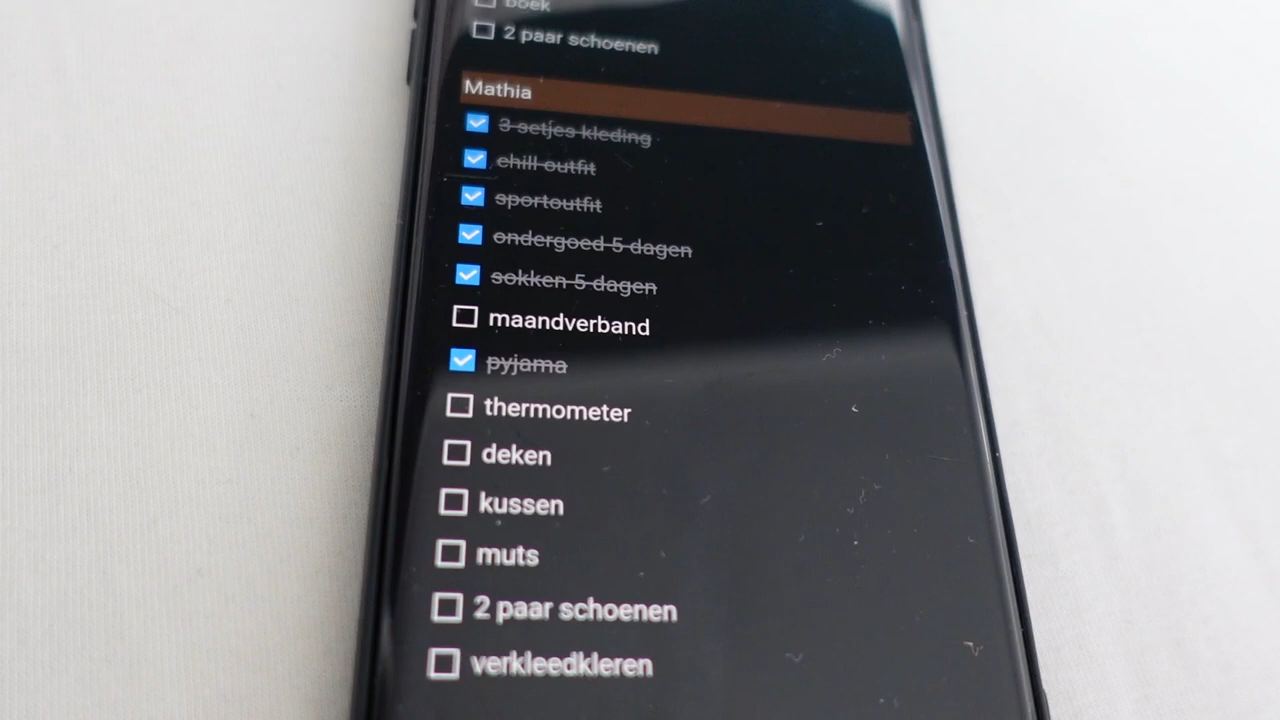 boek
2 paar schoenen
Mathia
3 setjes kleding
chill outfit
sportoutfit
ondergoed 5 dagen
sokken 5 dagen
maandverband
pyjama
thermometer
deken
kussen
muts
2 paar schoenen
verkleedkleren